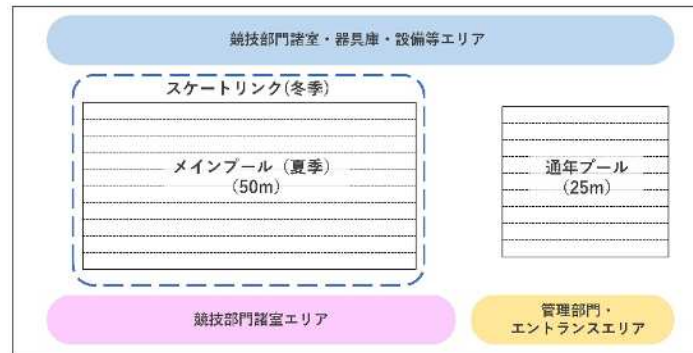 競技部門諸室・器具庫・設備等エリア
スケートリンク(冬季)
メインプール（夏季）
(50m)
通年プール
(25m)
競技部門諸室エリア
管理部門・
エントランスエリア